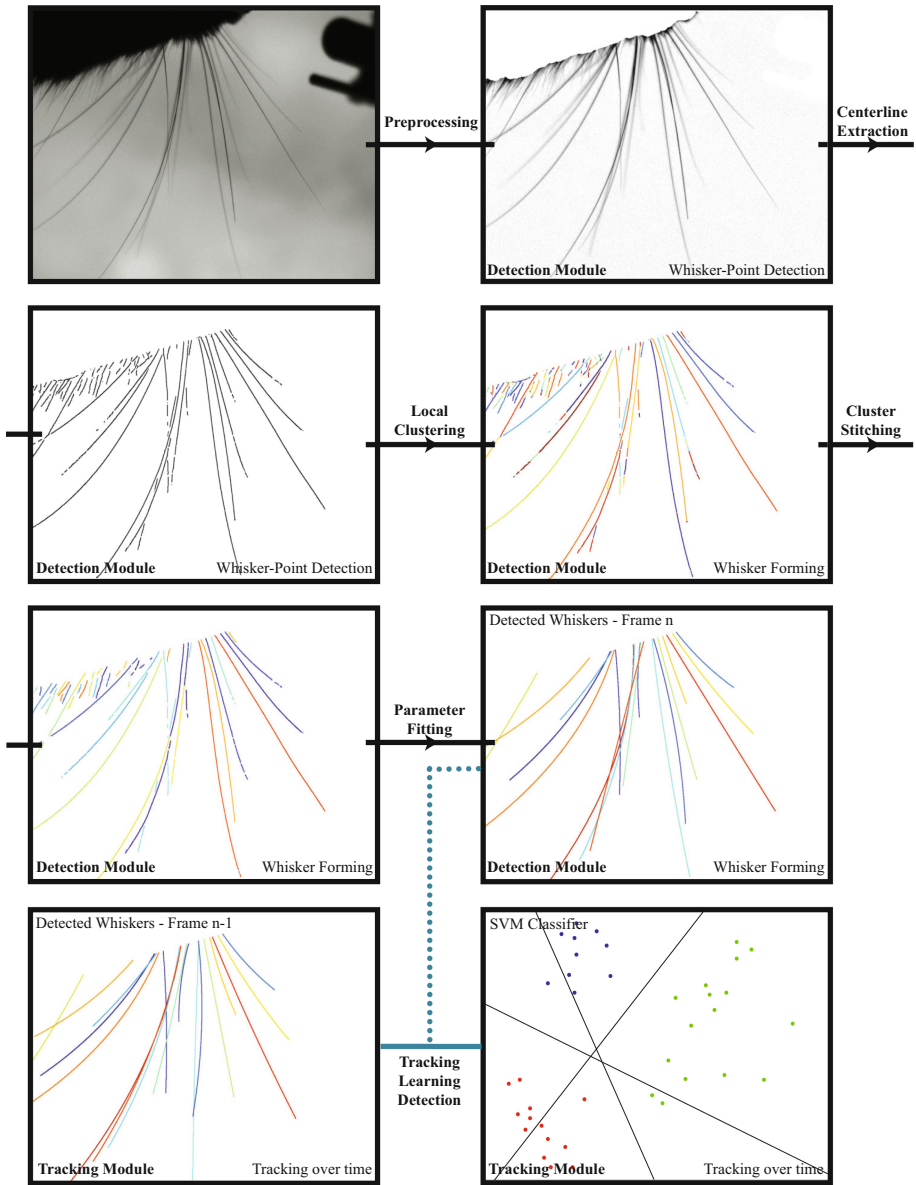 Preprocessing
Centerline
Extraction
Detection Module
Whisker-Point Detection
Local
Clustering
Cluster
Stitching
Detection Module
Whisker-Point Detection
Detection Module
Whisker Forming
Detected Whiskers - Frame n
Parameter
Fitting
Detection Module
Whisker Forming
Detection Module
Whisker Forming
Detected Whiskers - Frame n-1
SVM Classifier
Tracking
Learning
Detection
Tracking Module
Tracking over time
Tracking Module
Tracking over time